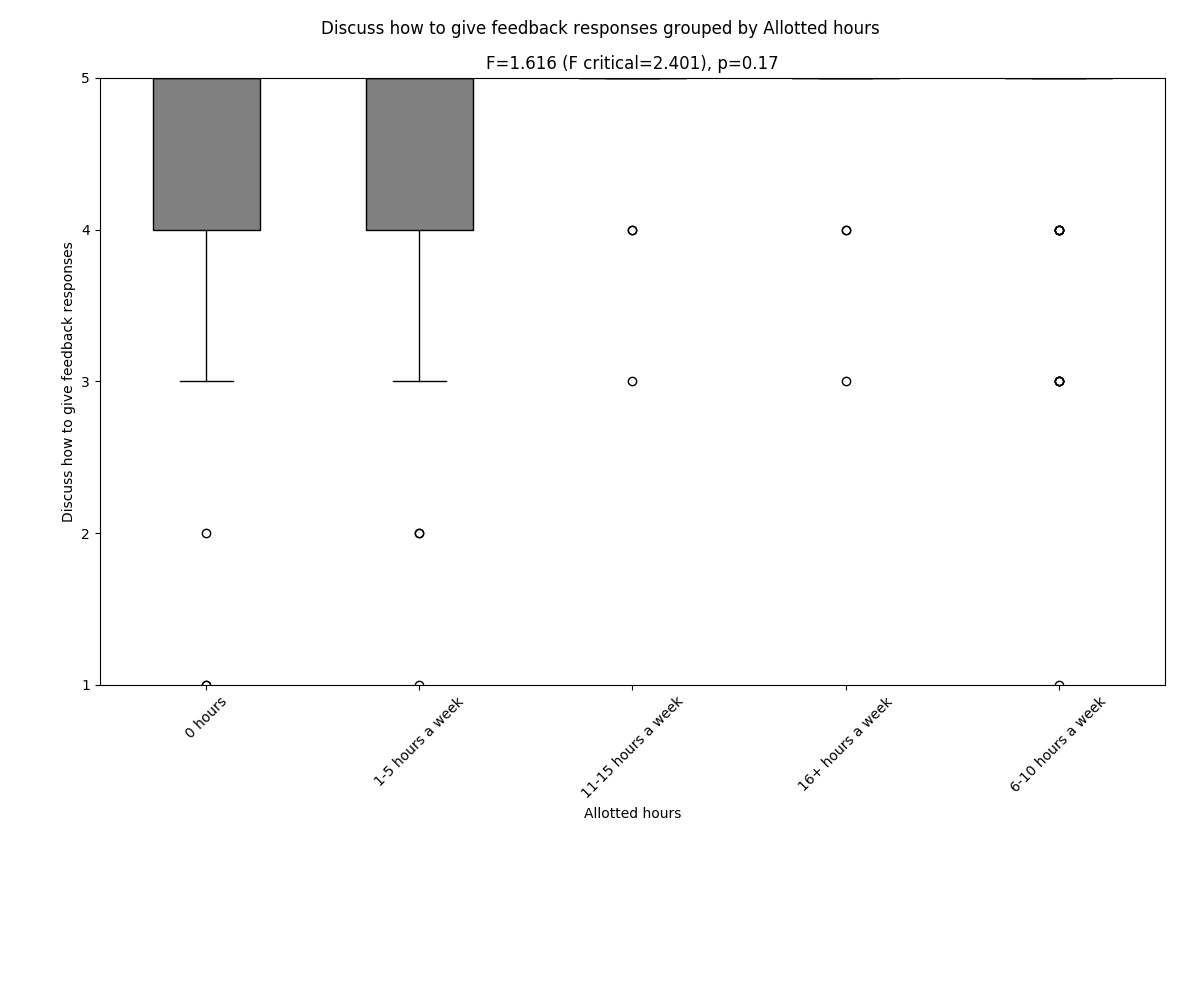 Discuss how to give feedback responses grouped by Allotted hours
F=1.616 (F critical=2.401), p=0.17
Discuss how to give feedback responses
5
4
3
2
1
0 hours
1-5 hours a week
11-15 hours a week
16+ hours a week
6-10 hours a week
Allotted hours